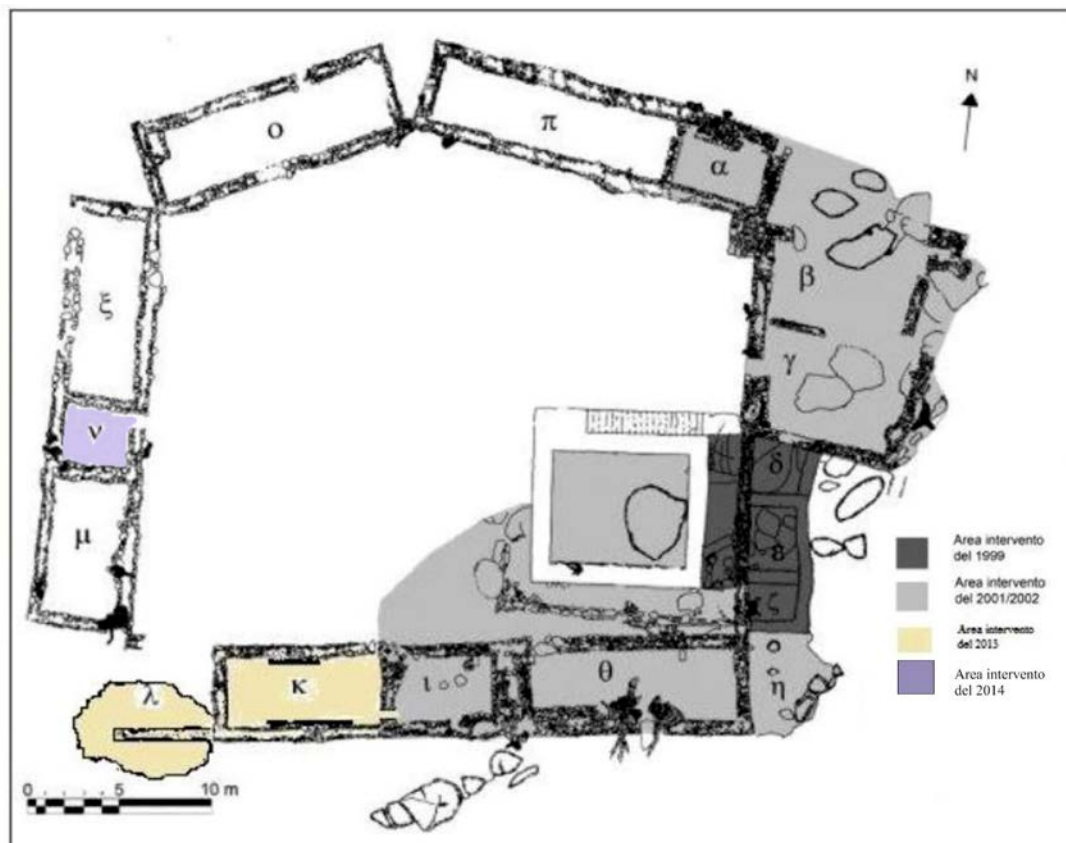 N
ο
π
α
β
ξ
γ
ν
δ
μ
ε
ζ
κ
ι
θ
η
λ
Area intervento
del 1999
Area intervento
del 2001/2002
Area intervento
del 2013
Area intervento
del 2014
0 5 10 m